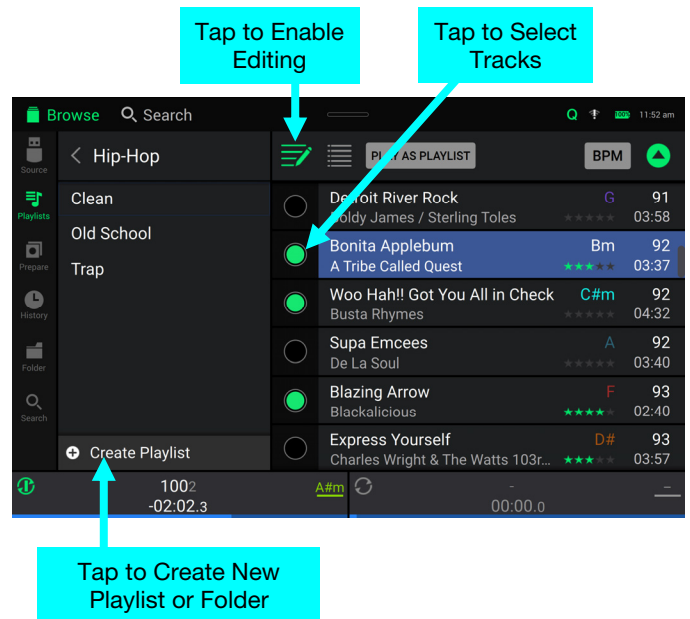 Tap to Enable
Editing
Tap to Select
Tracks
Browse
Search
Q
100%
11:52 am
Source
Hip-Hop
PLAY AS PLAYLIST
BPM
Playlists
Clean
Old School
Trap
Prepare
History
Folder
Search
Detroit River Rock
G
91
Boldy James / Sterling Toles
03:58
Bonita Applebum
Bm
92
A Tribe Called Quest
03:37
Woo Hah!! Got You All in Check
C#m
92
Busta Rhymes
04:32
Supa Emcees
A
92
De La Soul
03:40
Blazing Arrow
F
93
Blackalicious
02:40
Express Yourself
D#
93
Charles Wright & The Watts 103r...
03:57
Create Playlist
1002
A#m
-02:02.3
-
00:00.0
–
Tap to Create New
Playlist or Folder